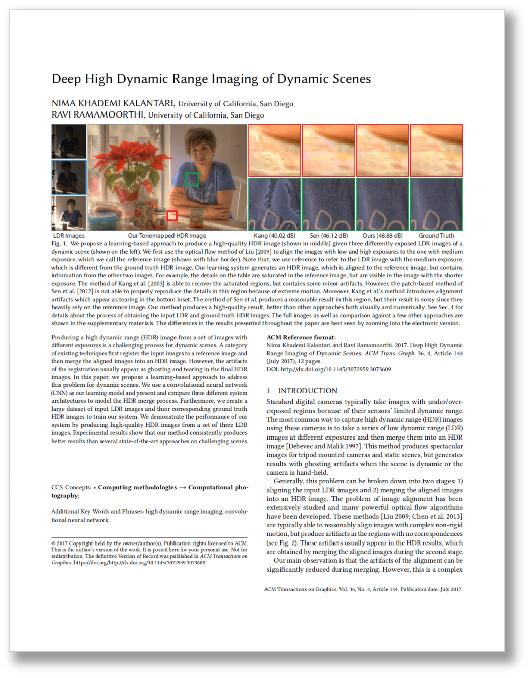 Deep High Dynamic Range Imaging of Dynamic Scenes
NIMA KHADEMI KALANTARI, University of California, San Diego
RAVI RAMAMOORTHI, University of California, San Diego
LDR Images Our Tonemapped HDR Image Kang (40.02 dB) Sen (46.12 dB) Ours (48.88 dB) Ground Truth
Fig. 1. We propose a learning-based approach to produce a high-quality HDR image (shown in middle) given three differently exposed LDR images of a
dynamic scene (shown on the left). We first use the optical flow method of Liu [2009] to align the images with low and high exposures to the one with medium
exposure, which we call the reference image (shown with blue border). Note that, we use reference to refer to the LDR image with the medium exposure,
which is different from the ground truth HDR image. Our learning system generates an HDR image, which is aligned to the reference image, but contains
information from the other two images. For example, the details on the table are saturated in the reference image, but are visible in the image with the shorter
exposure. The method of Kang et al. [2003] is able to recover the saturated regions, but contains some minor artifacts. However, the patch-based method of
Sen et al. [2012] is not able to properly reproduce the details in this region because of extreme motion. Moreover, Kang et al.'s method introduces alignment
artifacts which appear as tearing in the bottom inset. The method of Sen et al. produces a reasonable result in this region, but their result is noisy since they
heavily rely on the reference image. Our method produces a high-quality result, better than other approaches both visually and numerically. See Sec. 4 for
details about the process of obtaining the input LDR and ground truth HDR images. The full images as well as comparison against a few other approaches are
shown in the supplementary materials. The differences in the results presented throughout the paper are best seen by zooming into the electronic version.
Producing a high dynamic range (HDR) image from a set of images with
different exposures is a challenging process for dynamic scenes. A category
of existing techniques first register the input images to a reference image and
then merge the aligned images into an HDR image. However, the artifacts
of the registration usually appear as ghosting and tearing in the final HDR
images. In this paper, we propose a learning-based approach to address
this problem for dynamic scenes. We use a convolutional neural network
(CNN) as our learning model and present and compare three different system
architectures to model the HDR merge process. Furthermore, we create a
large dataset of input LDR images and their corresponding ground truth
HDR images to train our system. We demonstrate the performance of our
system by producing high-quality HDR images from a set of three LDR
images. Experimental results show that our method consistently produces
better results than several state-of-the-art approaches on challenging scenes.
CCS Concepts: • Computing methodologies → Computational pho-
tography;
Additional Key Words and Phrases: high dynamic range imaging, convolu-
tional neural network
© 2017 Copyright held by the owner/author(s). Publication rights licensed to ACM.
This is the author's version of the work. It is posted here for your personal use. Not for
redistribution. The definitive Version of Record was published in ACM Transactions on
Graphics, https://doi.org/http://dx.doi.org/10.1145/3072959.3073609.
ACM Reference format:
Nima Khademi Kalantari and Ravi Ramamoorthi. 2017. Deep High Dynamic
Range Imaging of Dynamic Scenes. ACM Trans. Graph. 36, 4, Article 144
(July 2017), 12 pages.
DOI: http://dx.doi.org/10.1145/3072959.3073609
1 INTRODUCTION
Standard digital cameras typically take images with under/over-
exposed regions because of their sensors' limited dynamic range.
The most common way to capture high dynamic range (HDR) images
using these cameras is to take a series of low dynamic range (LDR)
images at different exposures and then merge them into an HDR
image [Debevec and Malik 1997]. This method produces spectacular
images for tripod mounted cameras and static scenes, but generates
results with ghosting artifacts when the scene is dynamic or the
camera is hand-held.
Generally, this problem can be broken down into two stages: 1)
aligning the input LDR images and 2) merging the aligned images
into an HDR image. The problem of image alignment has been
extensively studied and many powerful optical flow algorithms
have been developed. These methods [Liu 2009; Chen et al. 2013]
are typically able to reasonably align images with complex non-rigid
motion, but produce artifacts in the regions with no correspondences
(see Fig. 2). These artifacts usually appear in the HDR results, which
are obtained by merging the aligned images during the second stage.
Our main observation is that the artifacts of the alignment can be
significantly reduced during merging. However, this is a complex
ACM Transactions on Graphics, Vol. 36, No. 4, Article 144. Publication date: July 2017.